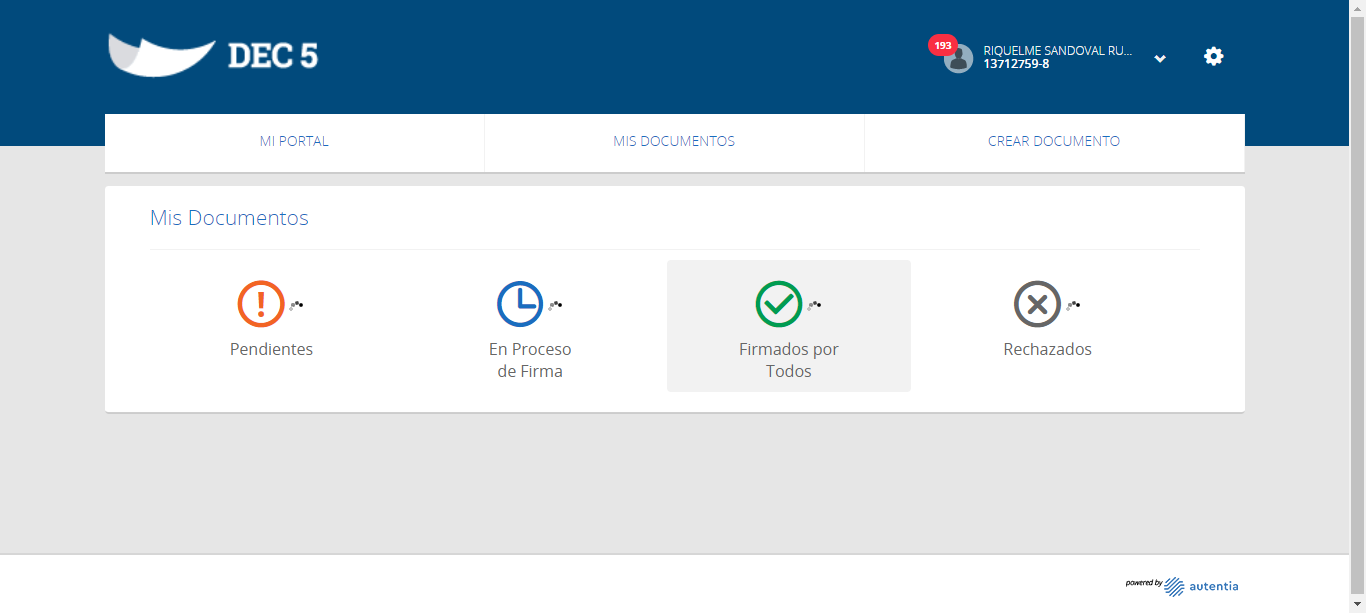 DEC 5
193
RIQUELME SANDOVAL RU...
13712759-8
MI PORTAL
MIS DOCUMENTOS
CREAR DOCUMENTO
Mis Documentos
Pendientes
En Proceso
de Firma
Firmados por
Todos
Rechazados
powered by autentia